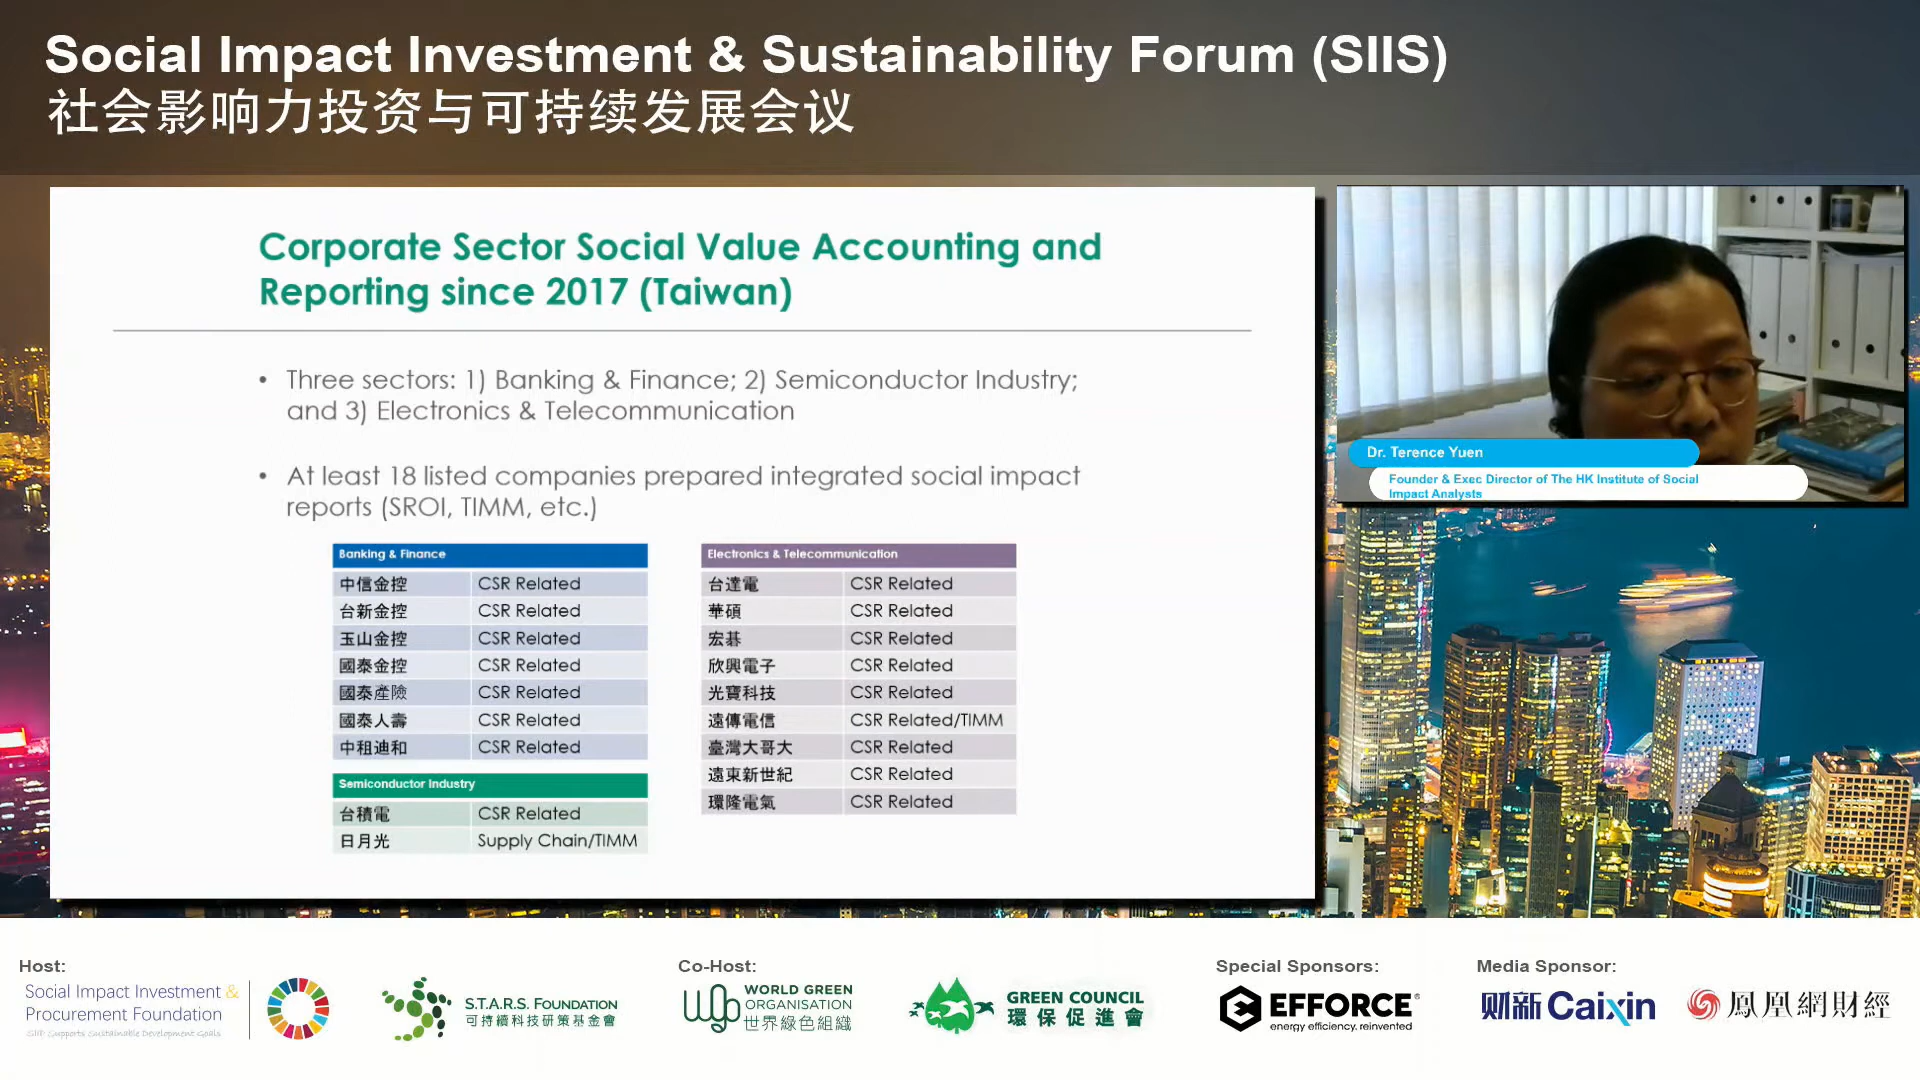 Social Impact Investment & Sustainability Forum (SIIS)
社会影响力投资与可持续发展会议
Corporate Sector Social Value Accounting and
Reporting since 2017 (Taiwan)
• Three sectors: 1) Banking & Finance; 2) Semiconductor Industry;
and 3) Electronics & Telecommunication
• At least 18 listed companies prepared integrated social impact
reports (SROI, TIMM, etc.)
Banking & Finance
中信金控 CSR Related
台新金控 CSR Related
玉山金控 CSR Related
國泰金控 CSR Related
國泰產險 CSR Related
國泰人壽 CSR Related
中租迪和 CSR Related
Semiconductor Industry
台積電 CSR Related
日月光 Supply Chain/TIMM
Electronics & Telecommunication
台達電 CSR Related
華碩 CSR Related
宏碁 CSR Related
欣興電子 CSR Related
光寶科技 CSR Related
遠傳電信 CSR Related/TIMM
臺灣大哥大 CSR Related
遠東新世紀 CSR Related
環隆電氣 CSR Related
Dr. Terence Yuen
Founder & Exec Director of The HK Institute of Social
Impact Analysts
Host:
Social Impact Investment &
Procurement Foundation
SIIP Supports Sustainable Development Goals
S.T.A.R.S. FOUNDATION
可持續科技研策基金會
Co-Host:
WORLD GREEN
ORGANISATION
世界綠色組織
GREEN COUNCIL
環保促進會
Special Sponsors:
EFFORCE®
energy efficiency. reinvented
Media Sponsor:
财新 Caixin
鳳凰網財經